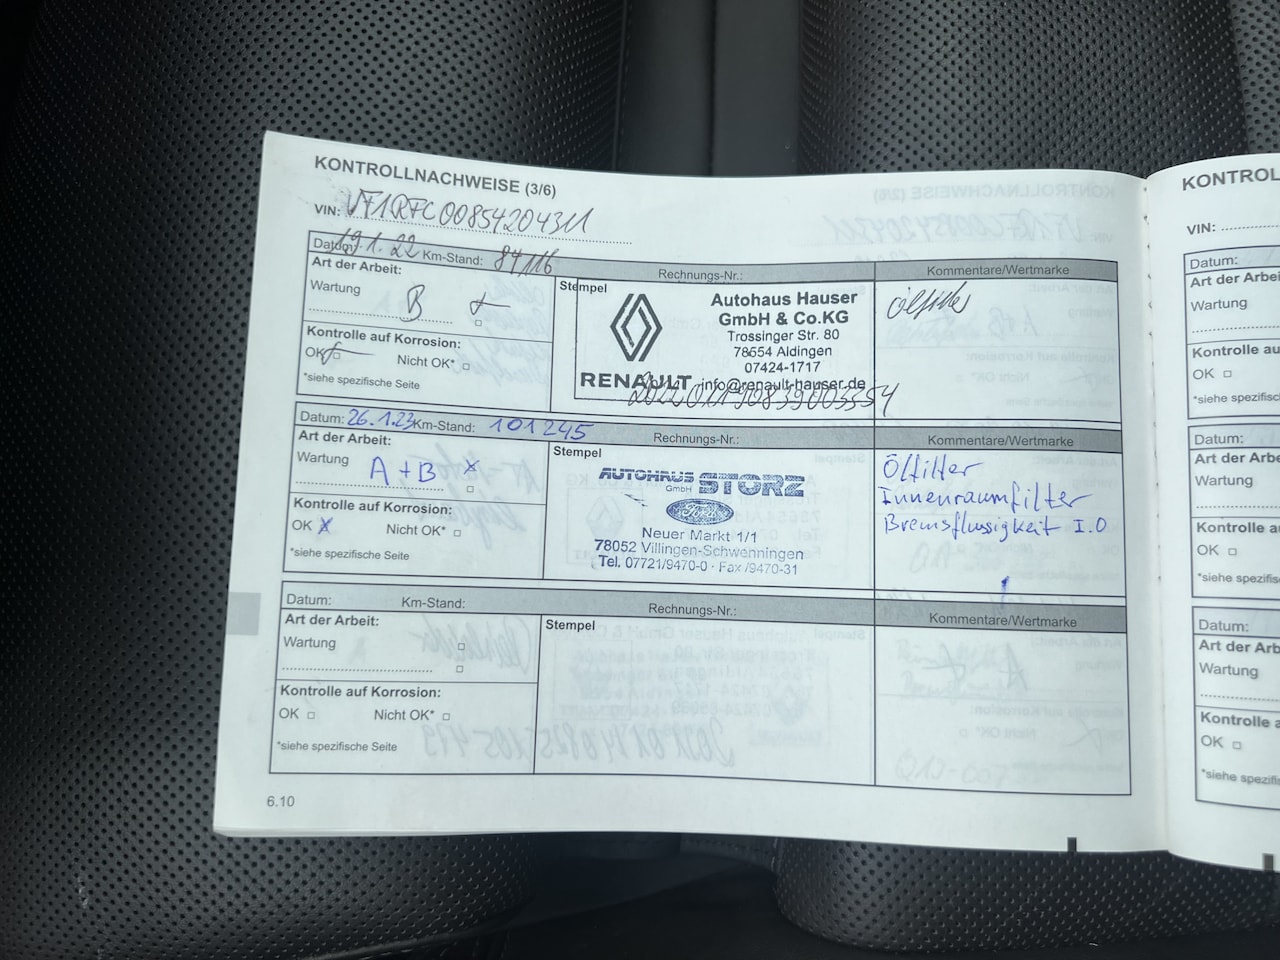 KONTROLLNACHWEISE (3/6)
VIN: VF1RFC00854204311
Datum: 19.1.22 Km-Stand: 84116
Rechnungs-Nr.:
Kommentare/Wertmarke
Art der Arbeit:
Wartung B
Kontrolle auf Korrosion:
OK Nicht OK*
*siehe spezifische Seite
Stempel
Autohaus Hauser
GmbH & Co.KG
Trossinger Str. 80
78554 Aldingen
07424-1717
RENAULT info@renault-hauser.de
Ölfilter
Datum: 26.1.23 Km-Stand: 101245
Rechnungs-Nr.:
Kommentare/Wertmarke
Art der Arbeit:
Wartung A+B x
Kontrolle auf Korrosion:
OK x Nicht OK*
*siehe spezifische Seite
Stempel
AUTOHAUS STORZ
GmbH
Ford
Neuer Markt 1/1
78052 Villingen-Schwenningen
Tel. 07721/9470-0 · Fax /9470-31
Ölfilter
Innenraumfilter
Bremsflussigkeit I.O
Datum: Km-Stand:
Rechnungs-Nr.:
Kommentare/Wertmarke
Art der Arbeit:
Wartung
Kontrolle auf Korrosion:
OK Nicht OK*
*siehe spezifische Seite
Stempel
6.10
KONTROL
VIN:
Datum:
Art der Arbei
Wartung
Kontrolle au
OK
*siehe spezifisc
Datum:
Art der Arbe
Wartung
Kontrolle a
OK
*siehe spezifis
Datum:
Art der Arb
Wartung
Kontrolle a
OK
*siehe spezifi